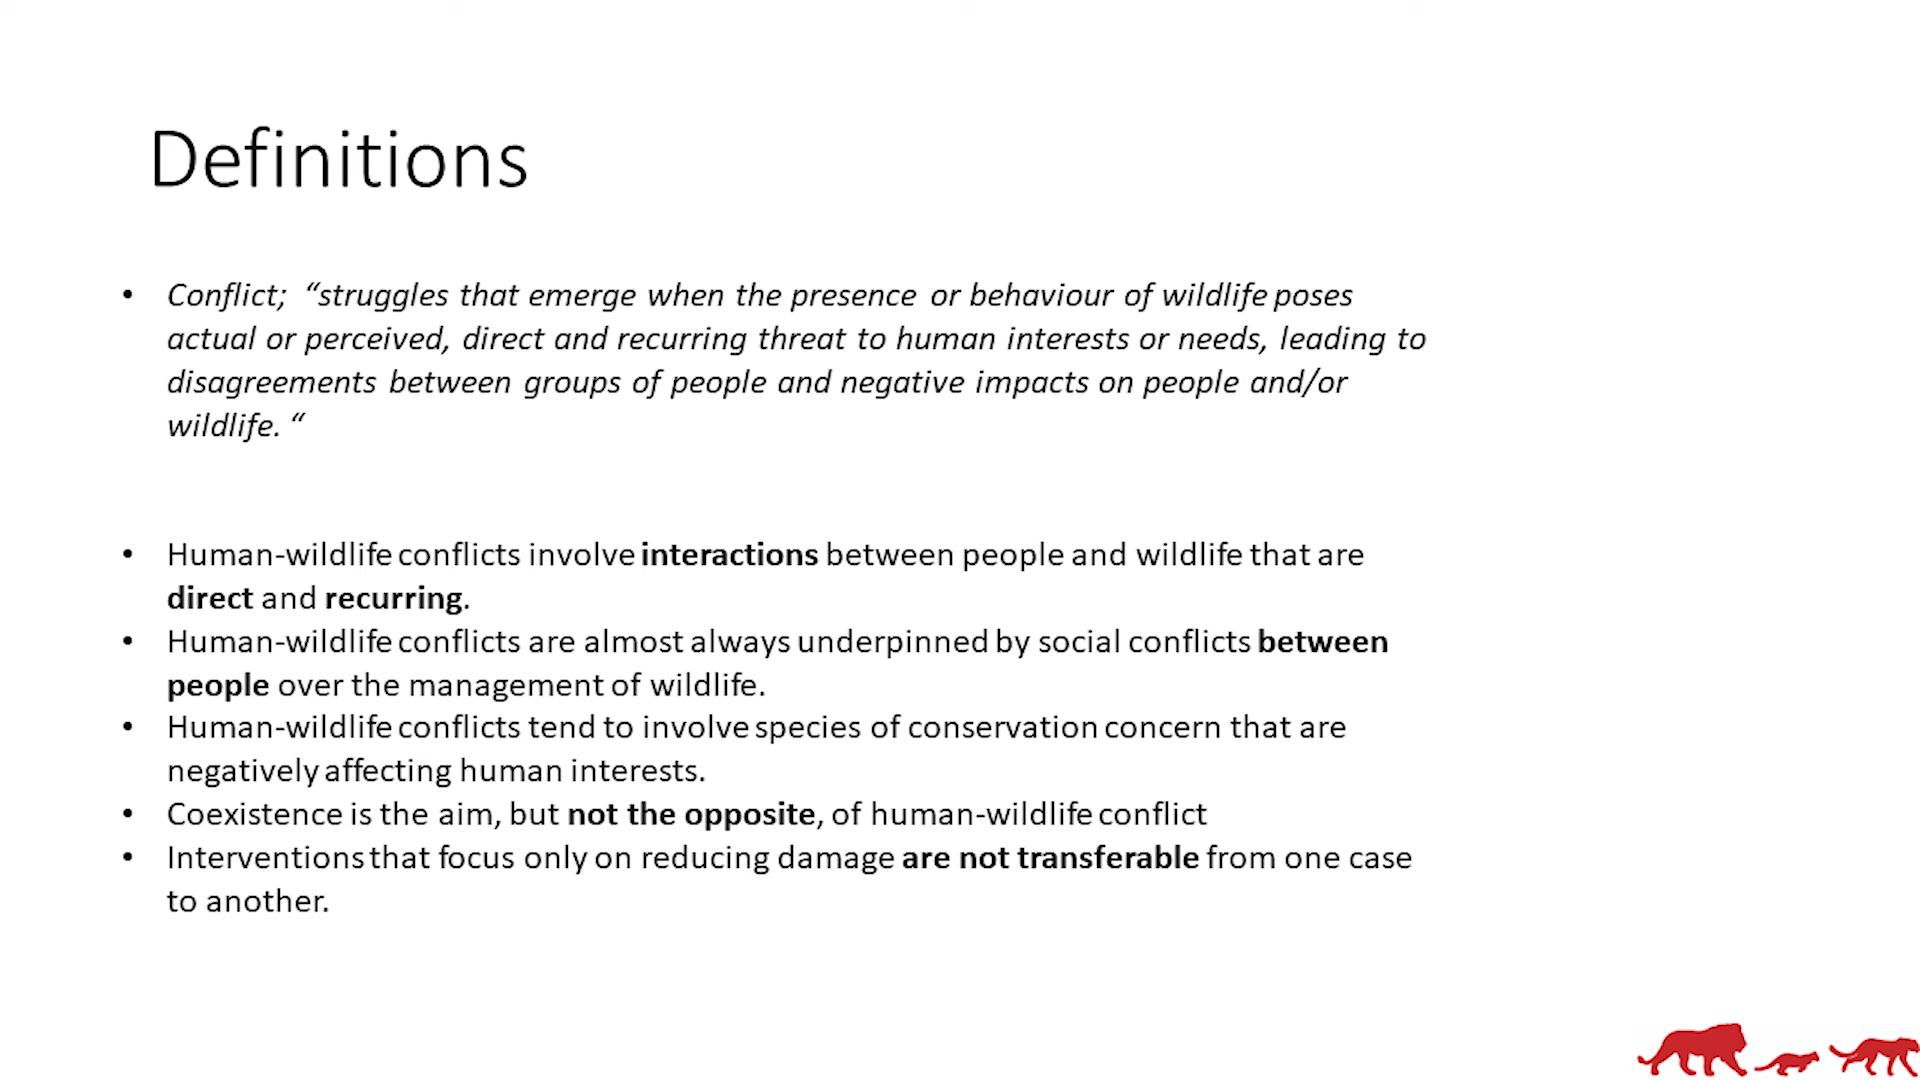 Definitions
• Conflict; “struggles that emerge when the presence or behaviour of wildlife poses
actual or perceived, direct and recurring threat to human interests or needs, leading to
disagreements between groups of people and negative impacts on people and/or
wildlife. “
• Human-wildlife conflicts involve interactions between people and wildlife that are
direct and recurring.
• Human-wildlife conflicts are almost always underpinned by social conflicts between
people over the management of wildlife.
• Human-wildlife conflicts tend to involve species of conservation concern that are
negatively affecting human interests.
• Coexistence is the aim, but not the opposite, of human-wildlife conflict
• Interventions that focus only on reducing damage are not transferable from one case
to another.